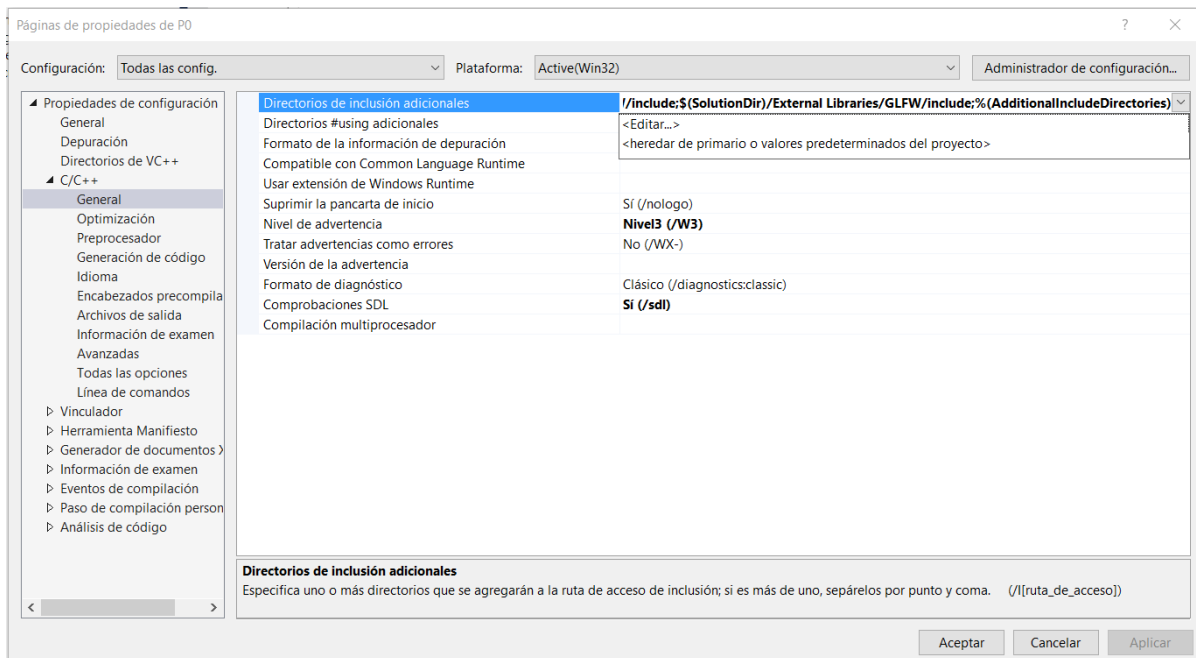 Páginas de propiedades de P0 ? ×
Configuración: Todas las config. Plataforma: Active(Win32) Administrador de configuración...
Propiedades de configuración
General
Depuración
Directorios de VC++
C/C++
General
Optimización
Preprocesador
Generación de código
Idioma
Encabezados precompila
Archivos de salida
Información de examen
Avanzadas
Todas las opciones
Línea de comandos
Vinculador
Herramienta Manifiesto
Generador de documentos X
Información de examen
Eventos de compilación
Paso de compilación person
Análisis de código
Directorios de inclusión adicionales /include;$(SolutionDir)/External Libraries/GLFW/include;%(AdditionalIncludeDirectories)
Directorios #using adicionales <Editar...>
Formato de la información de depuración <heredar de primario o valores predeterminados del proyecto>
Compatible con Common Language Runtime
Usar extensión de Windows Runtime
Suprimir la pancarta de inicio Sí (/nologo)
Nivel de advertencia Nivel3 (/W3)
Tratar advertencias como errores No (/WX-)
Versión de la advertencia
Formato de diagnóstico Clásico (/diagnostics:classic)
Comprobaciones SDL Sí (/sdl)
Compilación multiprocesador
Directorios de inclusión adicionales
Especifica uno o más directorios que se agregarán a la ruta de acceso de inclusión; si es más de uno, sepárelos por punto y coma. (/I[ruta_de_acceso])
Aceptar Cancelar Aplicar